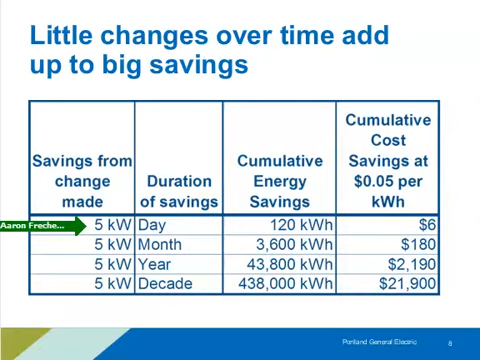 Little changes over time add
up to big savings
Savings from
change
made
Duration
of savings
Cumulative
Energy
Savings
Cumulative
Cost
Savings at
$0.05 per
kWh
Aaron Freche...
5 kW Day 120 kWh $6
5 kW Month 3,600 kWh $180
5 kW Year 43,800 kWh $2,190
5 kW Decade 438,000 kWh $21,900
Portland General Electric 8